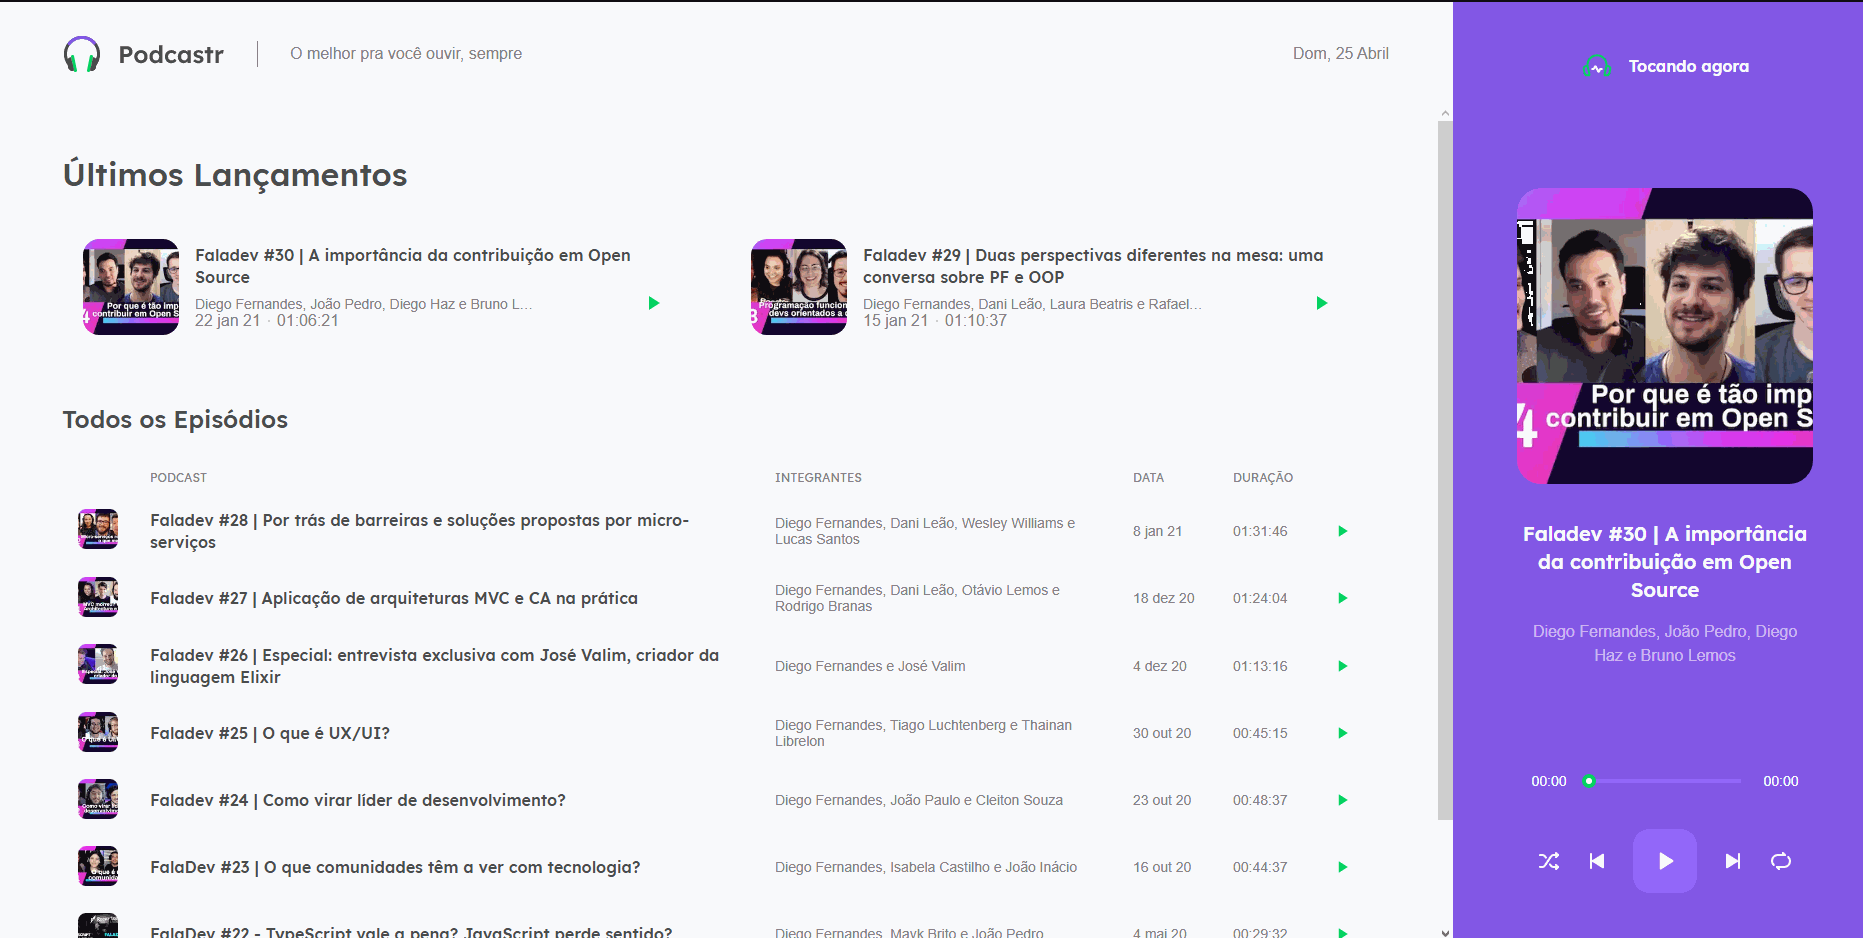 Podcastr
O melhor pra você ouvir, sempre
Dom, 25 Abril
Últimos Lançamentos
Por que é tão imp
contribuir em Open S
Faladev #30 | A importância da contribuição em Open
Source
Diego Fernandes, João Pedro, Diego Haz e Bruno L...
22 jan 21 · 01:06:21
Programação funcion
devs orientados a
Faladev #29 | Duas perspectivas diferentes na mesa: uma
conversa sobre PF e OOP
Diego Fernandes, Dani Leão, Laura Beatris e Rafael...
15 jan 21 · 01:10:37
Todos os Episódios
PODCAST
INTEGRANTES
DATA
DURAÇÃO
Faladev #28 | Por trás de barreiras e soluções propostas por micro-
serviços
Diego Fernandes, Dani Leão, Wesley Williams e
Lucas Santos
8 jan 21
01:31:46
Faladev #27 | Aplicação de arquiteturas MVC e CA na prática
Diego Fernandes, Dani Leão, Otávio Lemos e
Rodrigo Branas
18 dez 20
01:24:04
Faladev #26 | Especial: entrevista exclusiva com José Valim, criador da
linguagem Elixir
Diego Fernandes e José Valim
4 dez 20
01:13:16
Faladev #25 | O que é UX/UI?
Diego Fernandes, Tiago Luchtenberg e Thainan
Librelon
30 out 20
00:45:15
Faladev #24 | Como virar líder de desenvolvimento?
Diego Fernandes, João Paulo e Cleiton Souza
23 out 20
00:48:37
FalaDev #23 | O que comunidades têm a ver com tecnologia?
Diego Fernandes, Isabela Castilho e João Inácio
16 out 20
00:44:37
FalaDev #22 - TypeScript vale a pena? JavaScript perde sentido?
Diego Fernandes, Mayk Brito e João Pedro
4 mai 20
00:29:32
Tocando agora
Por que é tão imp
4 contribuir em Open S
Faladev #30 | A importância
da contribuição em Open
Source
Diego Fernandes, João Pedro, Diego
Haz e Bruno Lemos
00:00
00:00